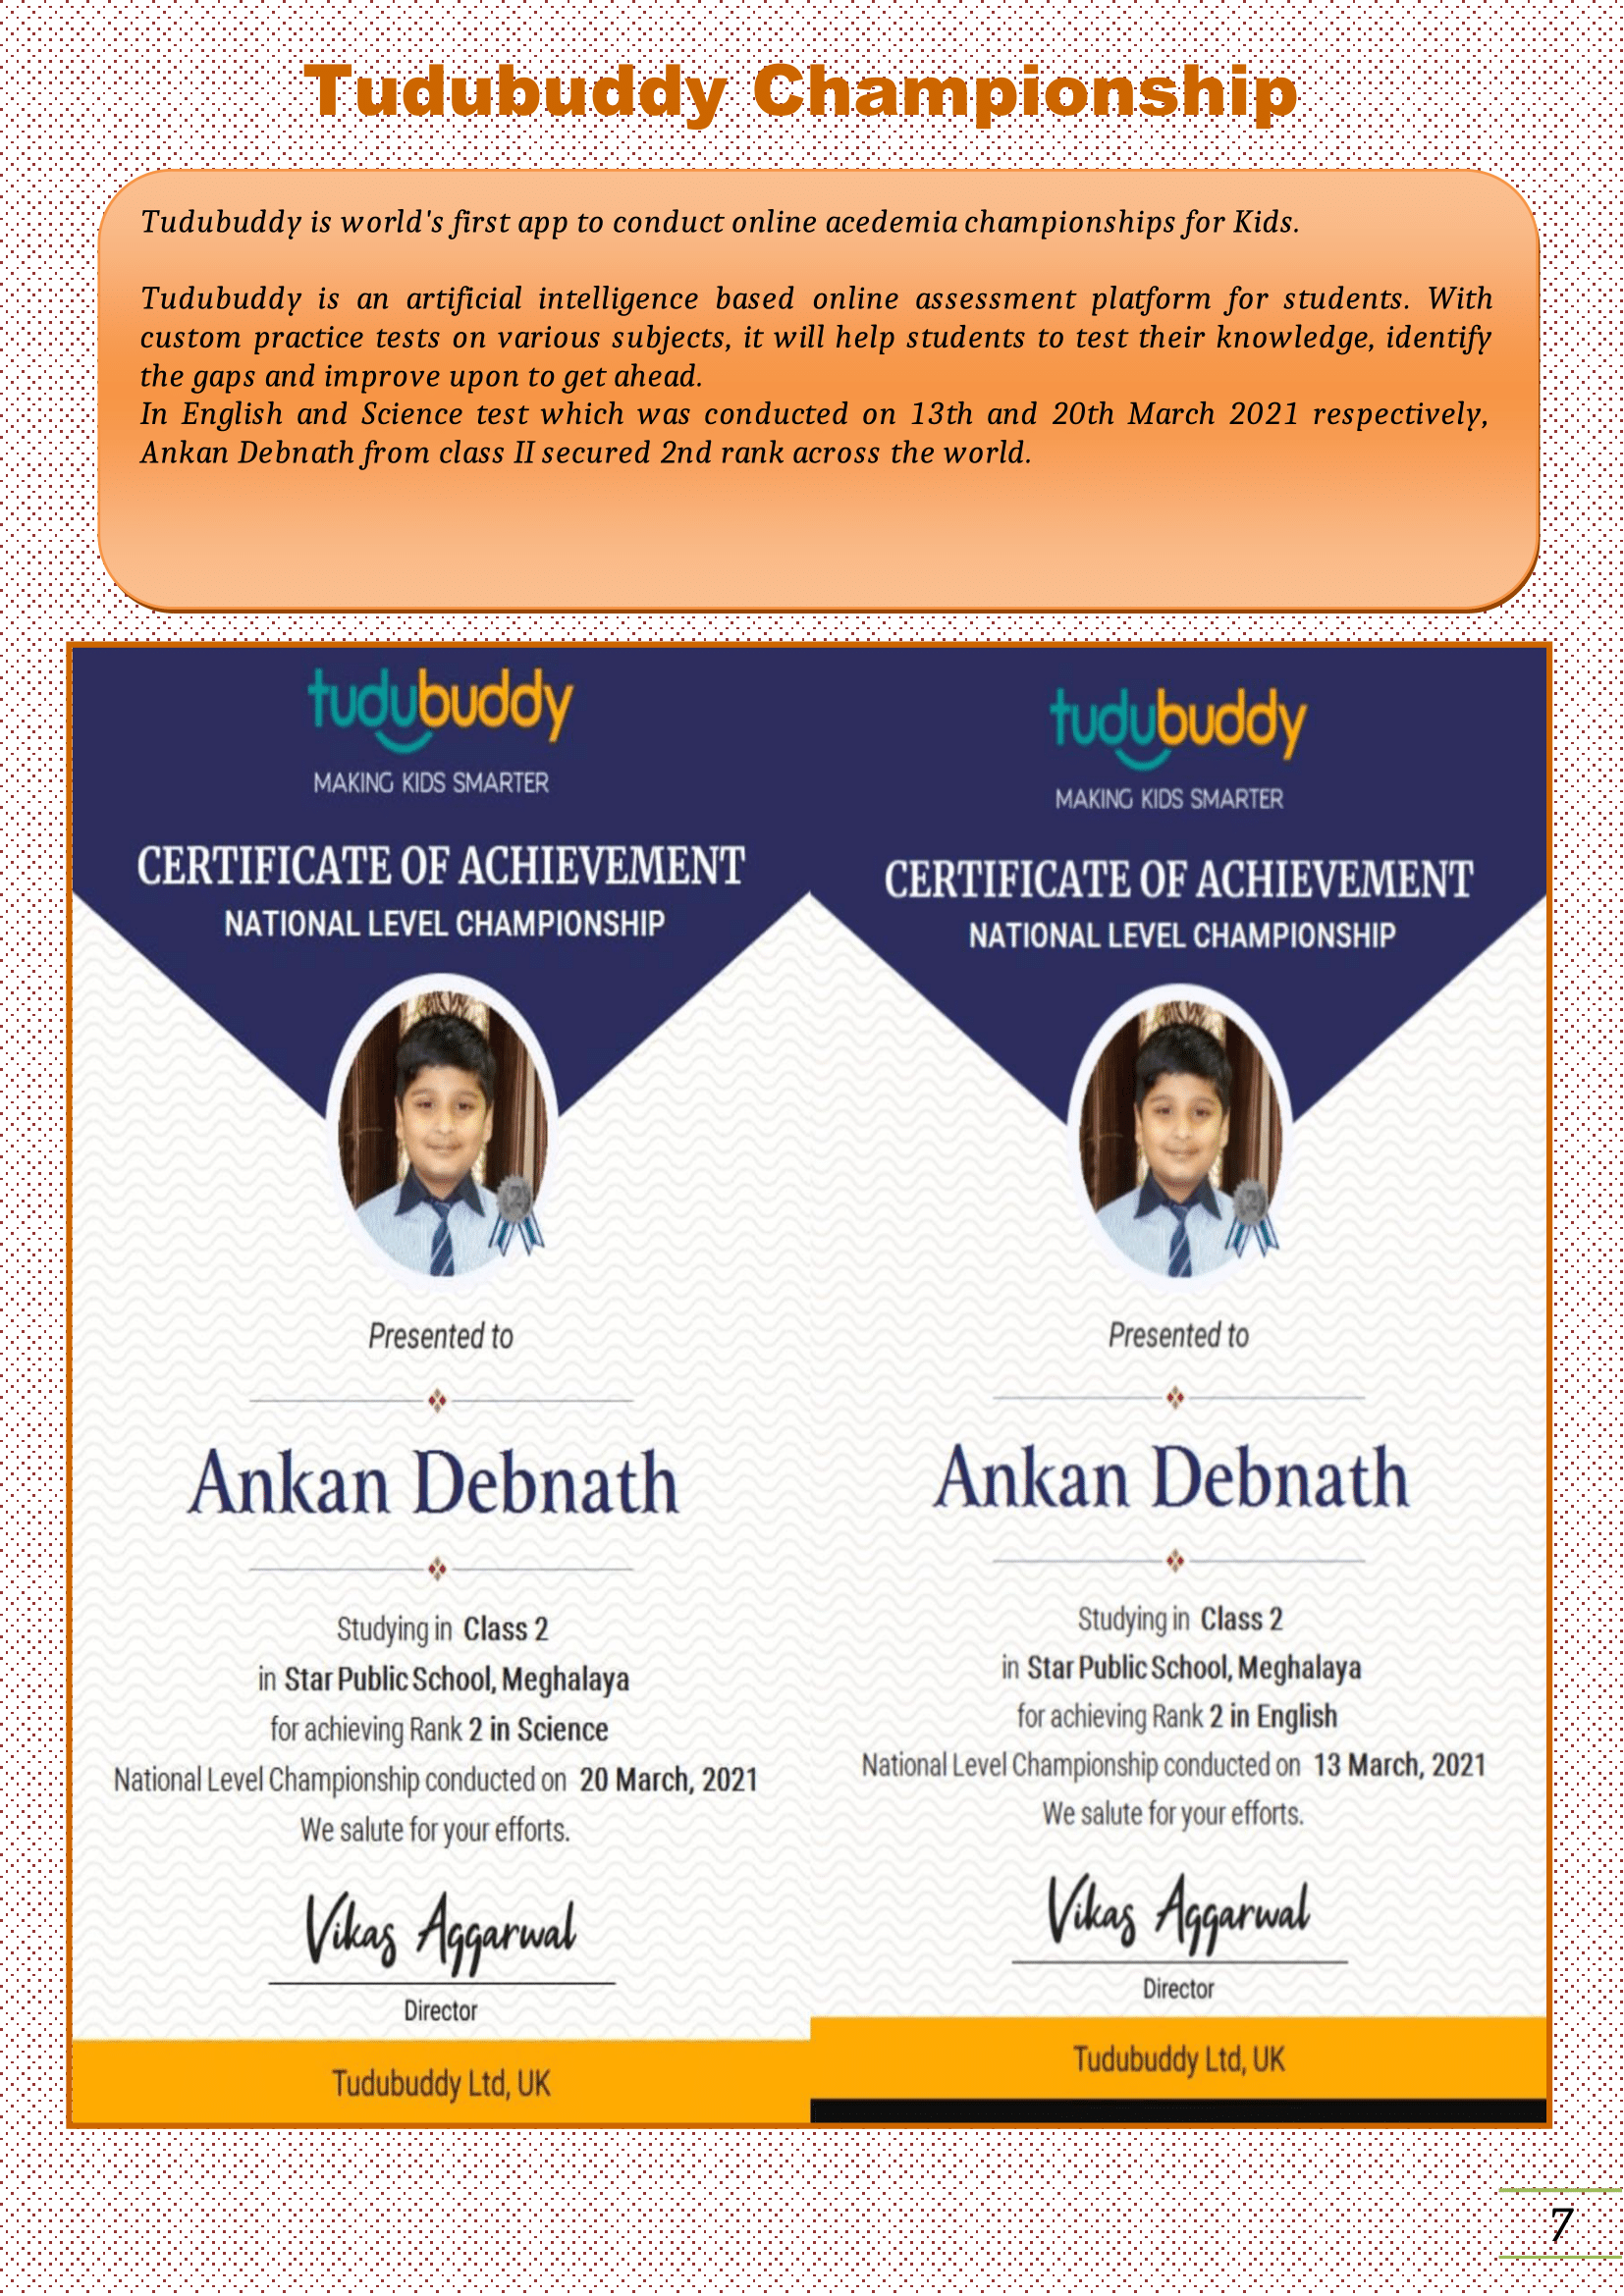 Tudubuddy Championship
Tudubuddy is world's first app to conduct online acedemia championships for Kids.
Tudubuddy is an artificial intelligence based online assessment platform for students. With
custom practice tests on various subjects, it will help students to test their knowledge, identify
the gaps and improve upon to get ahead.
In English and Science test which was conducted on 13th and 20th March 2021 respectively,
Ankan Debnath from class II secured 2nd rank across the world.
tudubuddy
MAKING KIDS SMARTER
CERTIFICATE OF ACHIEVEMENT
NATIONAL LEVEL CHAMPIONSHIP
2
Presented to
Ankan Debnath
Studying in Class 2
in Star Public School, Meghalaya
for achieving Rank 2 in Science
National Level Championship conducted on 20 March, 2021
We salute for your efforts.
Vikas Aggarwal
Director
Tudubuddy Ltd, UK
tudubuddy
MAKING KIDS SMARTER
CERTIFICATE OF ACHIEVEMENT
NATIONAL LEVEL CHAMPIONSHIP
2
Presented to
Ankan Debnath
Studying in Class 2
in Star Public School, Meghalaya
for achieving Rank 2 in English
National Level Championship conducted on 13 March, 2021
We salute for your efforts.
Vikas Aggarwal
Director
Tudubuddy Ltd, UK
7